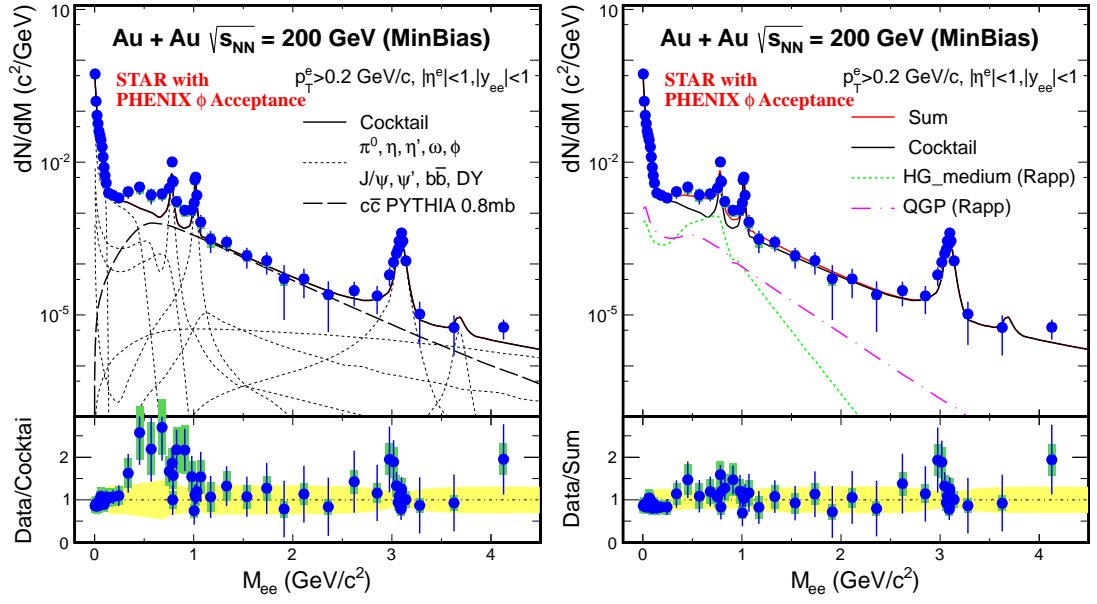 10
Au + Au √s_NN = 200 GeV (MinBias)
STAR with
PHENIX ϕ Acceptance
p_T^e>0.2 GeV/c, |η^e|<1,|y_ee|<1
Cocktail
π^0, η, η', ω, ϕ
J/ψ, ψ', bb̅, DY
cc̅ PYTHIA 0.8mb
dN/dM (c^2/GeV)
10^-2
10^-5
Data/Cocktai
2
1
0
0 1 2 3 4
M_ee (GeV/c^2)
10
Au + Au √s_NN = 200 GeV (MinBias)
STAR with
PHENIX ϕ Acceptance
p_T^e>0.2 GeV/c, |η^e|<1,|y_ee|<1
Sum
Cocktail
HG_medium (Rapp)
QGP (Rapp)
dN/dM (c^2/GeV)
10^-2
10^-5
Data/Sum
2
1
0
0 1 2 3 4
M_ee (GeV/c^2)